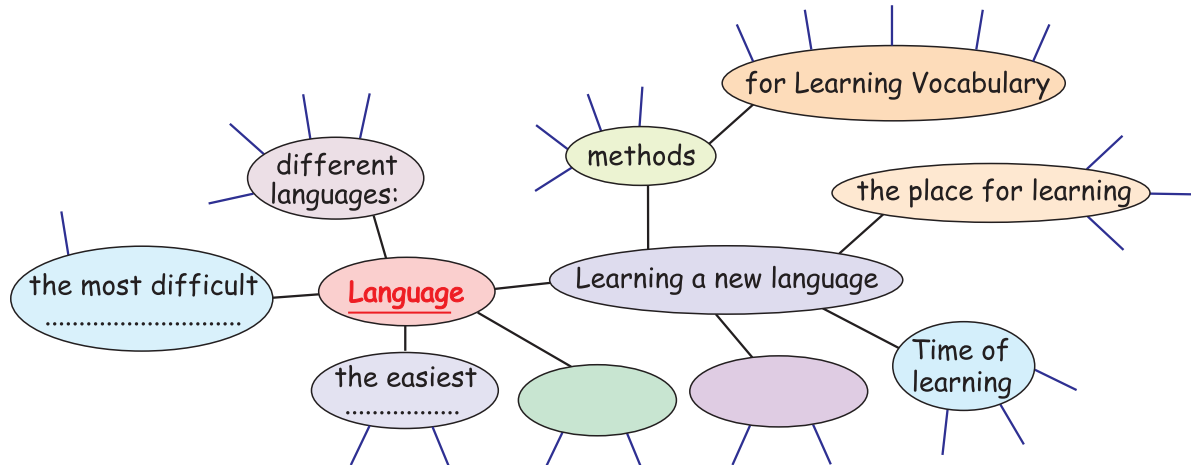 for Learning Vocabulary
methods
different
languages:
the place for learning
the most difficult
.............................
Language
Learning a new language
the easiest
.................
Time of
learning